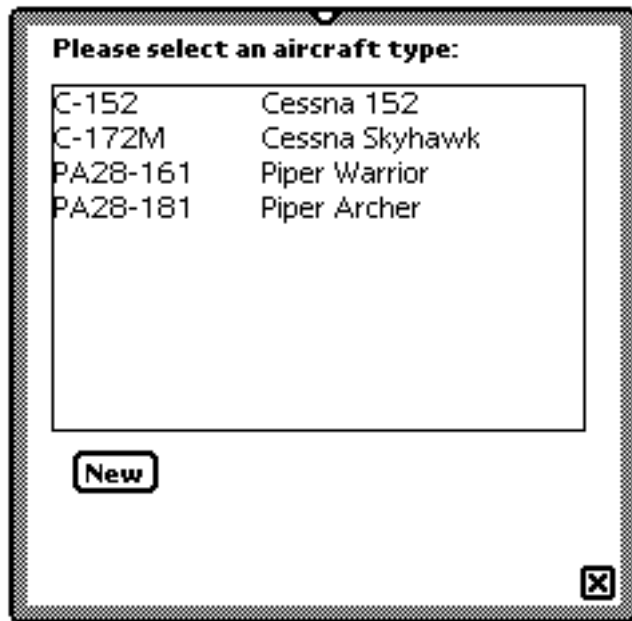 Please select an aircraft type:
C-152 Cessna 152
C-172M Cessna Skyhawk
PA28-161 Piper Warrior
PA28-181 Piper Archer
New